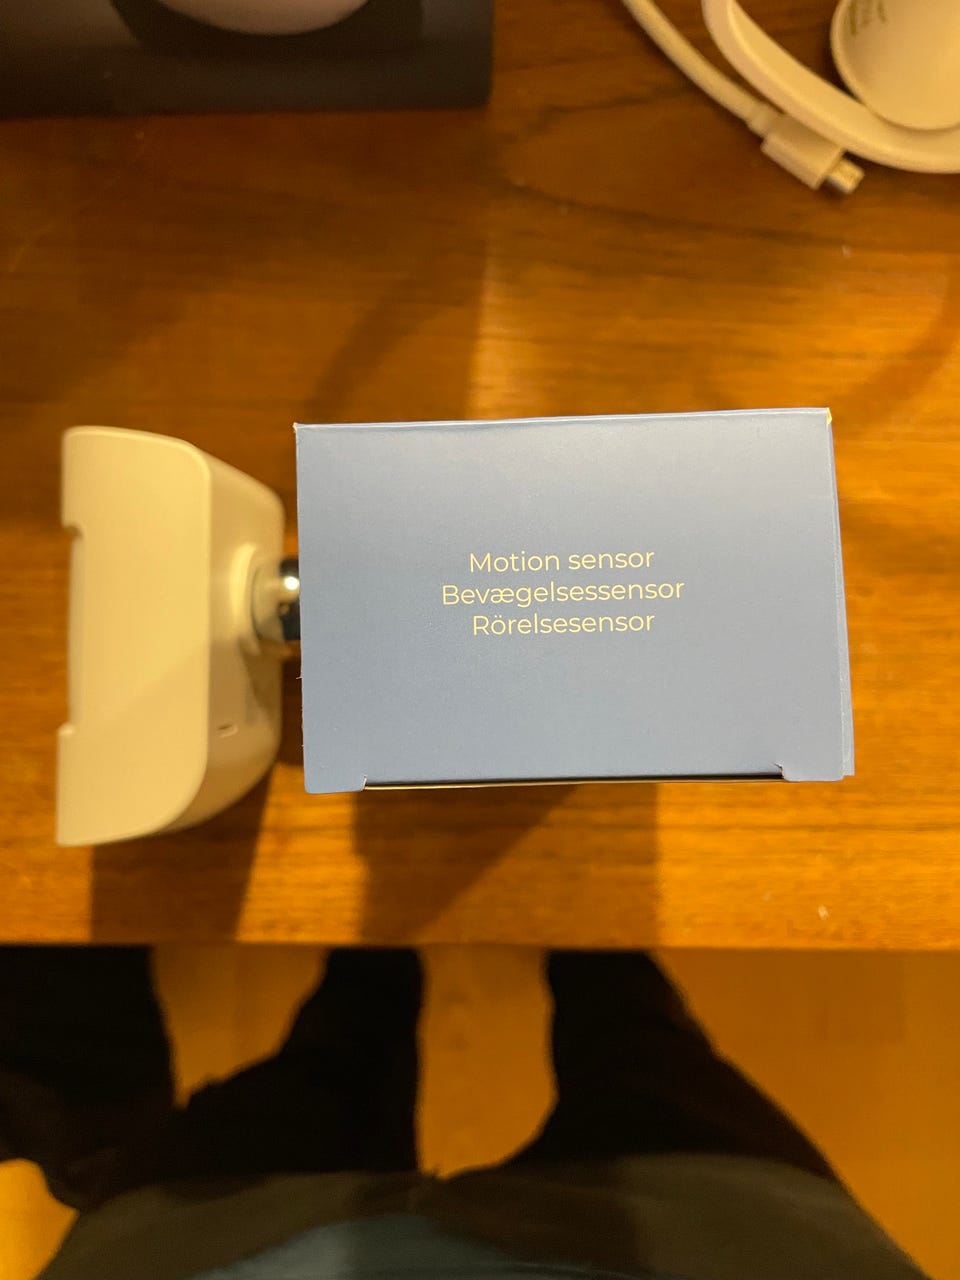 Motion sensor
Bevægelsessensor
Rörelsesensor